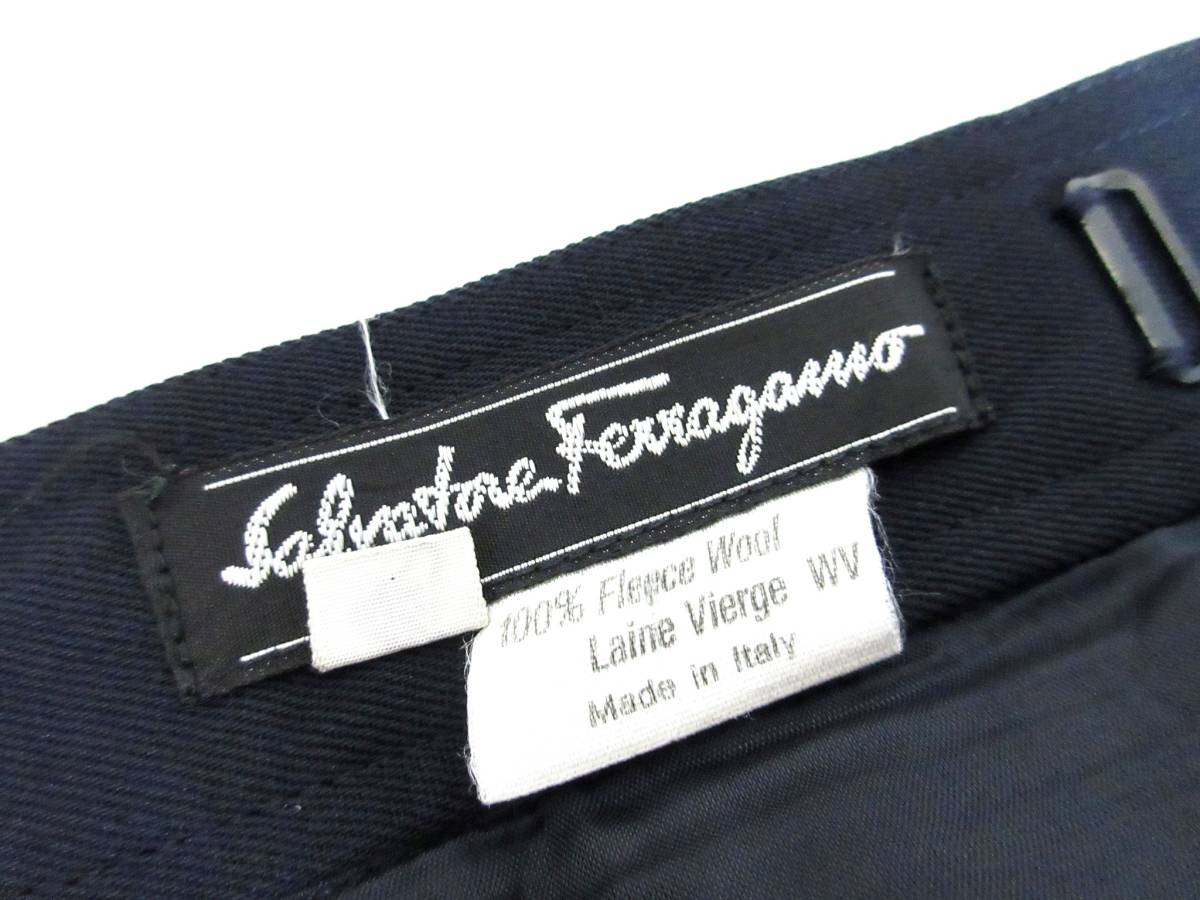 Salvatore Ferragamo
100% Fleece Wool
Laine Vierge WV
Made in Italy